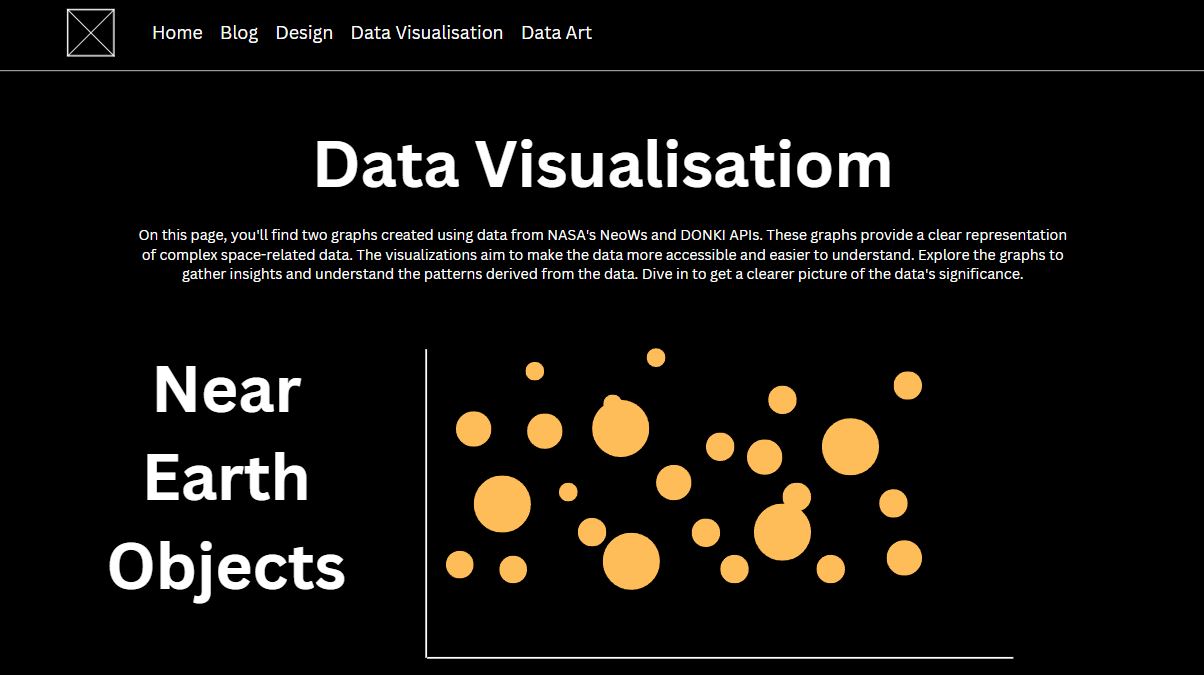 Home Blog Design Data Visualisation Data Art
Data Visualisatiom
On this page, you'll find two graphs created using data from NASA's NeoWs and DONKI APIs. These graphs provide a clear representation
of complex space-related data. The visualizations aim to make the data more accessible and easier to understand. Explore the graphs to
gather insights and understand the patterns derived from the data. Dive in to get a clearer picture of the data's significance.
Near
Earth
Objects